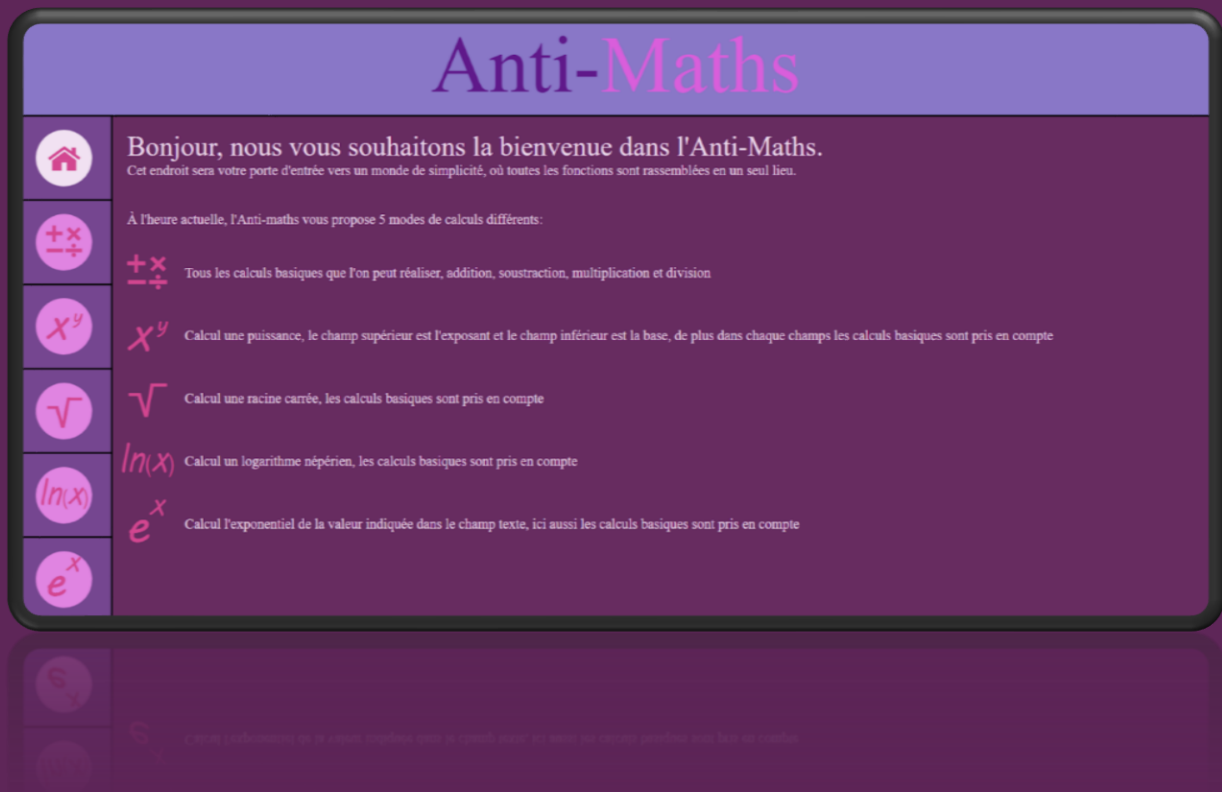 Anti-Maths
Bonjour, nous vous souhaitons la bienvenue dans l'Anti-Maths.
Cet endroit sera votre porte d'entrée vers un monde de simplicité, où toutes les fonctions sont rassemblées en un seul lieu.
À l'heure actuelle, l'Anti-maths vous propose 5 modes de calculs différents:
+ ×
− ÷
+ ×
− ÷
Tous les calculs basiques que l'on peut réaliser, addition, soustraction, multiplication et division
x^y
x^y Calcul une puissance, le champ supérieur est l'exposant et le champ inférieur est la base, de plus dans chaque champs les calculs basiques sont pris en compte
√
√ Calcul une racine carrée, les calculs basiques sont pris en compte
ln(x)
ln(x) Calcul un logarithme népérien, les calculs basiques sont pris en compte
e^x
e^x Calcul l'exponentiel de la valeur indiquée dans le champ texte, ici aussi les calculs basiques sont pris en compte